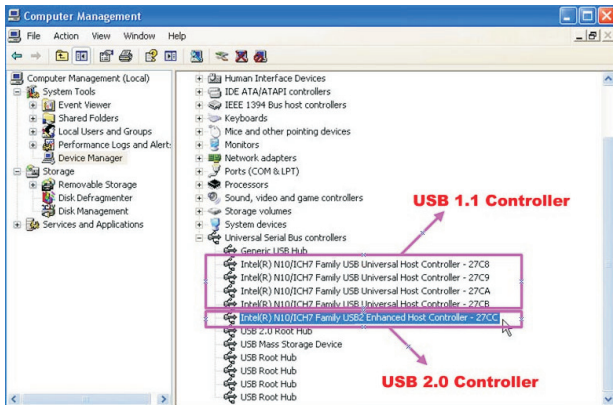 Computer Management
File Action View Window Help
Computer Management (Local)
System Tools
Event Viewer
Shared Folders
Local Users and Groups
Performance Logs and Alert:
Device Manager
Storage
Removable Storage
Disk Defragmenter
Disk Management
Services and Applications
Human Interface Devices
IDE ATA/ATAPI controllers
IEEE 1394 Bus host controllers
Keyboards
Mice and other pointing devices
Monitors
Network adapters
Ports (COM & LPT)
Processors
Sound, video and game controllers
Storage volumes
System devices
Universal Serial Bus controllers
Generic USB Hub
Intel(R) N10/ICH7 Family USB Universal Host Controller - 27C8
Intel(R) N10/ICH7 Family USB Universal Host Controller - 27C9
Intel(R) N10/ICH7 Family USB Universal Host Controller - 27CA
Intel(R) N10/ICH7 Family USB Universal Host Controller - 27CB
Intel(R) N10/ICH7 Family USB2 Enhanced Host Controller - 27CC
USB 2.0 Root Hub
USB Mass Storage Device
USB Root Hub
USB Root Hub
USB Root Hub
USB Root Hub
USB 1.1 Controller
USB 2.0 Controller